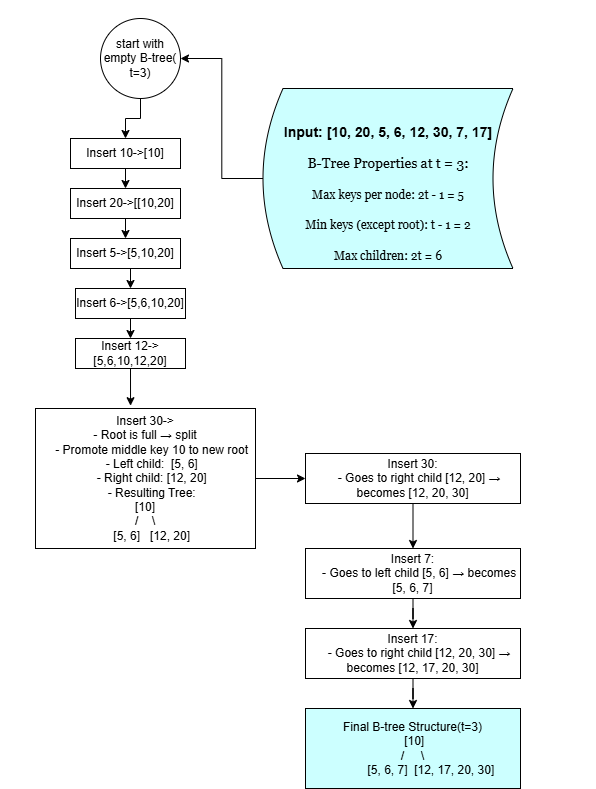 start with
empty B-tree(
t=3)
Input: [10, 20, 5, 6, 12, 30, 7, 17]
B-Tree Properties at t = 3:
Max keys per node: 2t - 1 = 5
Min keys (except root): t - 1 = 2
Max children: 2t = 6
Insert 10->[10]
Insert 20->[[10,20]
Insert 5->[5,10,20]
Insert 6->[5,6,10,20]
Insert 12->
[5,6,10,12,20]
Insert 30->
- Root is full → split
- Promote middle key 10 to new root
- Left child:  [5, 6]
- Right child: [12, 20]
- Resulting Tree:
[10]
/    \
[5, 6]   [12, 20]
Insert 30:
- Goes to right child [12, 20] →
becomes [12, 20, 30]
Insert 7:
- Goes to left child [5, 6] → becomes
[5, 6, 7]
Insert 17:
- Goes to right child [12, 20, 30] →
becomes [12, 17, 20, 30]
Final B-tree Structure(t=3)
[10]
/     \
[5, 6, 7]  [12, 17, 20, 30]